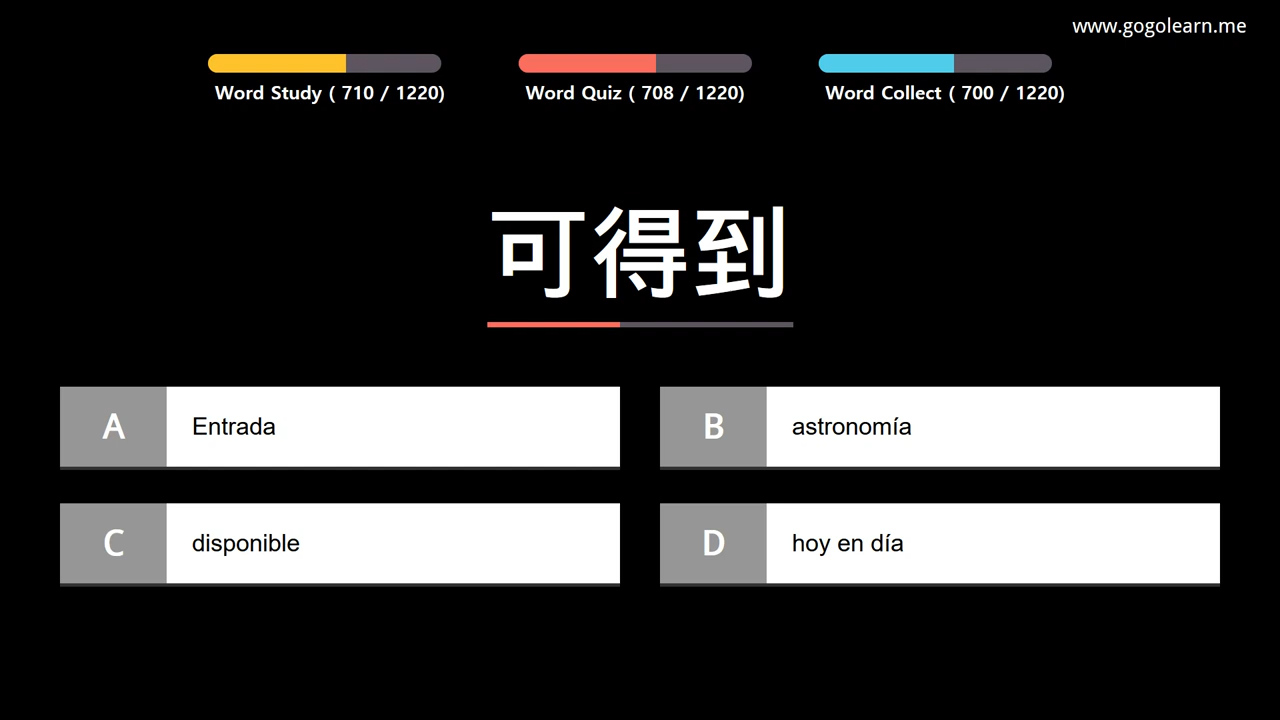 www.gogolearn.me
Word Study ( 710 / 1220)
Word Quiz ( 708 / 1220)
Word Collect ( 700 / 1220)
可得到
A Entrada
B astronomía
C disponible
D hoy en día